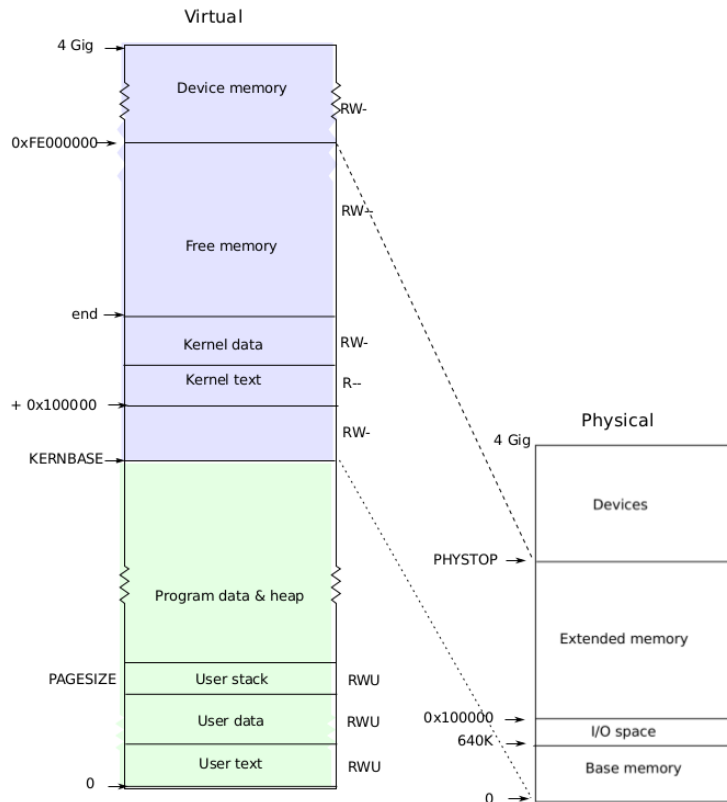 Virtual
4 Gig
Device memory
RW-
0xFE000000
RW--
Free memory
end
Kernel data
RW-
Kernel text
R--
+ 0x100000
RW-
KERNBASE
Program data & heap
PAGESIZE
User stack
RWU
User data
RWU
User text
RWU
0
Physical
4 Gig
Devices
PHYSTOP
Extended memory
0x100000
I/O space
640K
Base memory
0